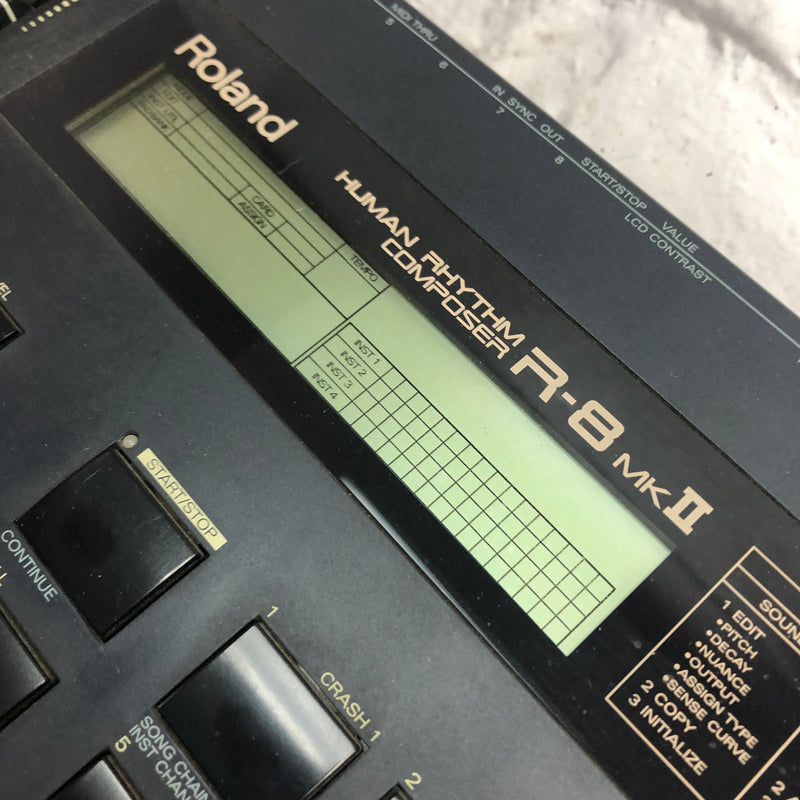 MIDI THRU
5
6
IN SYNC OUT
7
8
START/STOP
VALUE
LCD CONTRAST
Roland
HUMAN RHYTHM
COMPOSER
R-8 MKII
CARD
ASSIGN
TEMPO
INST 1
INST 2
INST 3
INST 4
START/STOP
CONTINUE
1
CRASH 1
2
5
1 EDIT
•PITCH
•DECAY
•NUANCE
•OUTPUT
•ASSIGN TYPE
•SENSE CURVE
2 COPY
3 INITIALIZE